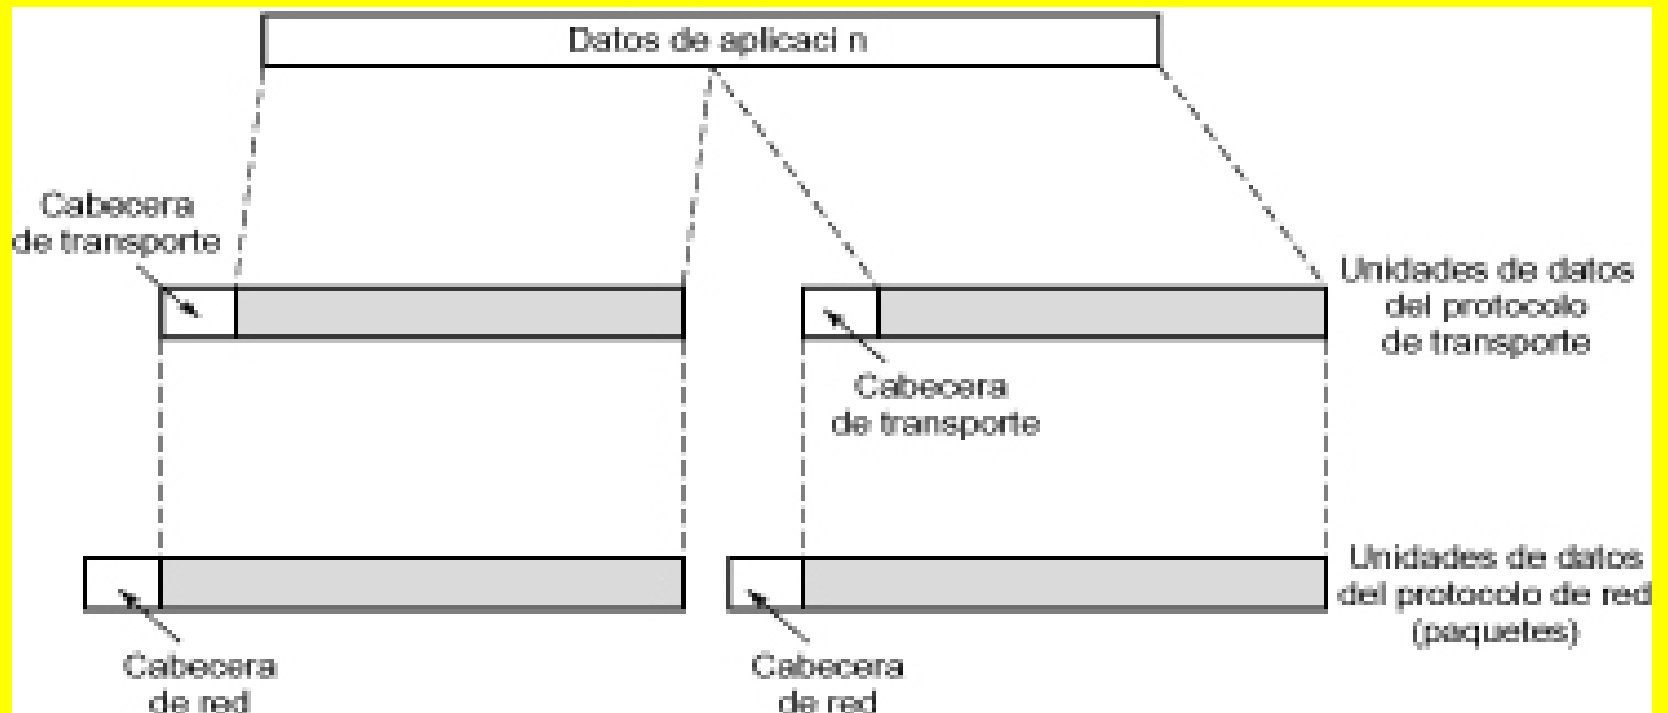 Datos de aplicaci n
Cabecera
de transporte
Unidades de datos
del protocolo
de transporte
Cabecera
de transporte
Unidades de datos
del protocolo de red
(paquetes)
Cabecera
de red
Cabecera
de red